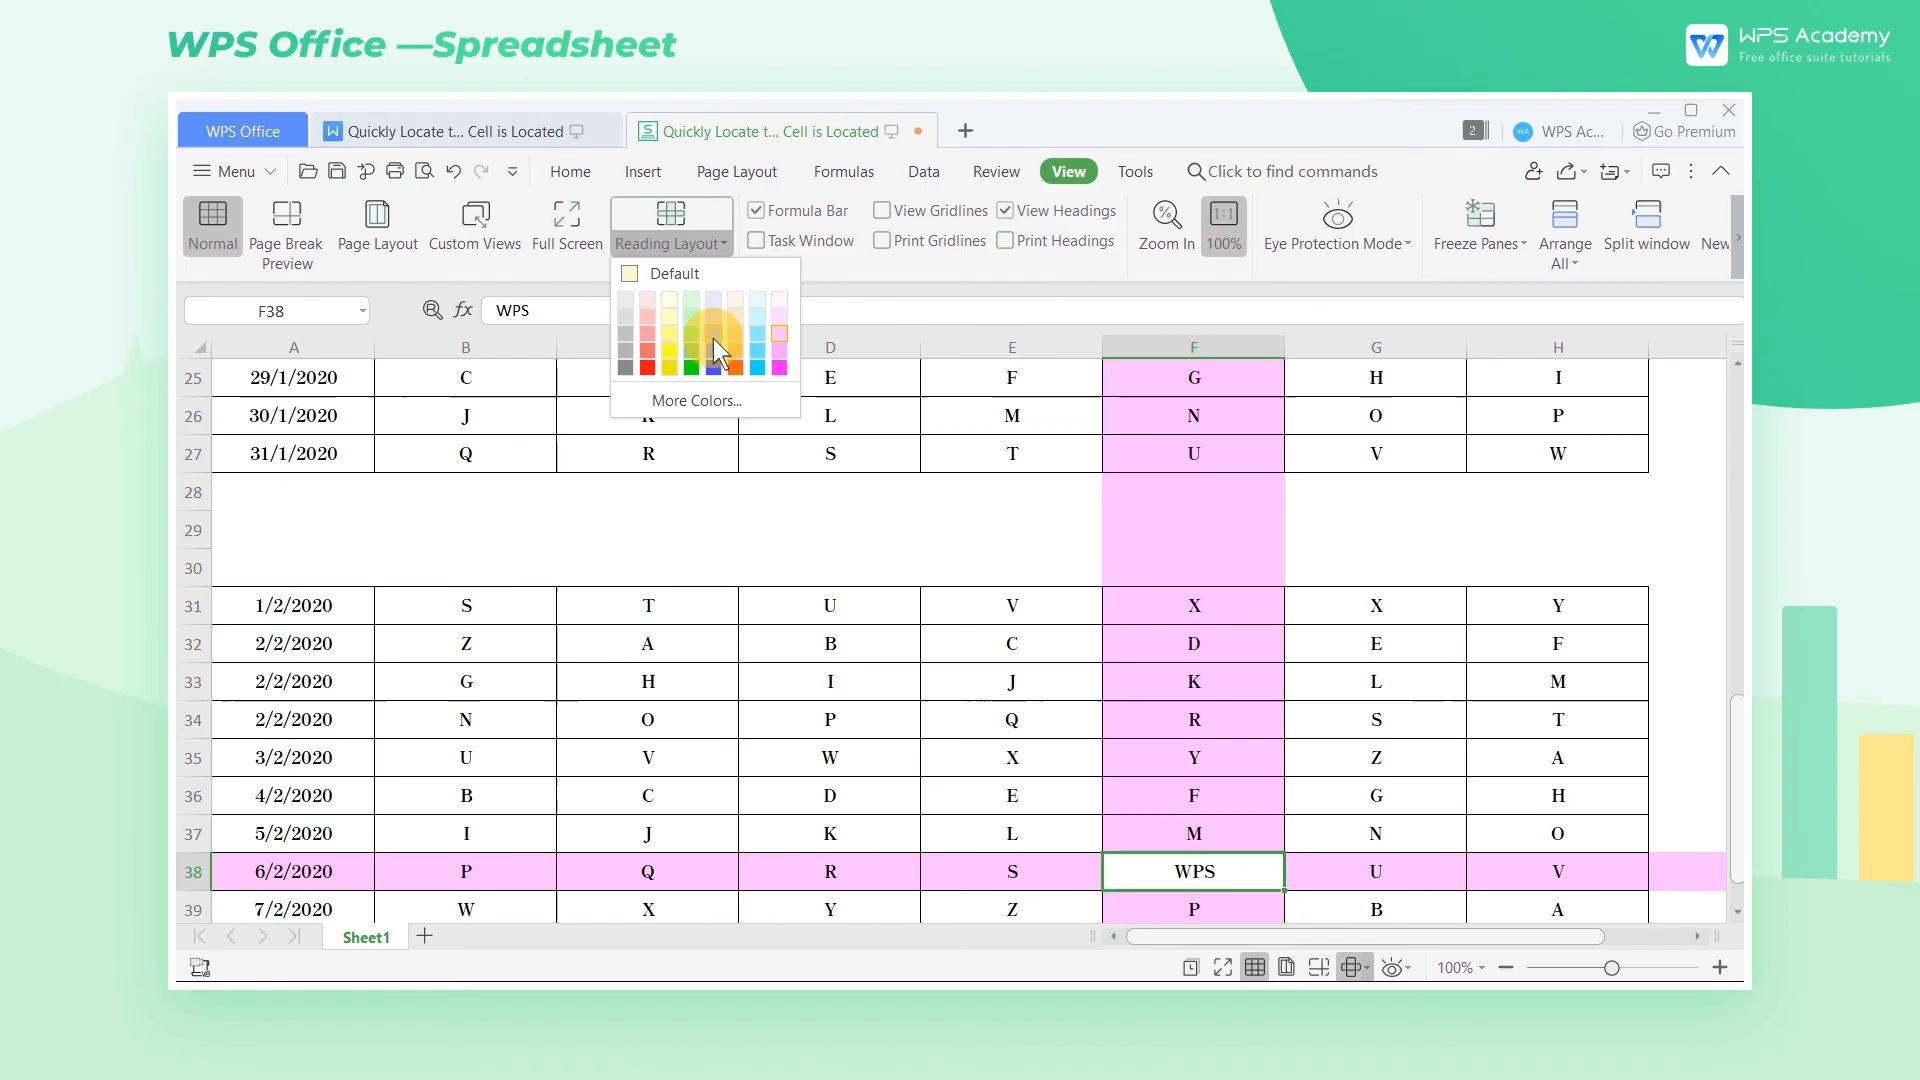 WPS Office —Spreadsheet
WPS Academy
Free office suite tutorials
WPS Office
Quickly Locate t... Cell is Located
Quickly Locate t... Cell is Located
2
WPS Ac...
Go Premium
Menu
Home
Insert
Page Layout
Formulas
Data
Review
View
Tools
Click to find commands
Normal
Page Break Preview
Page Layout
Custom Views
Full Screen
Reading Layout
Formula Bar
View Gridlines
View Headings
Task Window
Print Gridlines
Print Headings
Zoom In
1:1
100%
Eye Protection Mode
Freeze Panes
Arrange All
Split window
New
Default
More Colors...
F38
fx
WPS
A B D E F G H
25 29/1/2020 C E F G H I
26 30/1/2020 J L M N O P
27 31/1/2020 Q R S T U V W
28
29
30
31 1/2/2020 S T U V X X Y
32 2/2/2020 Z A B C D E F
33 2/2/2020 G H I J K L M
34 2/2/2020 N O P Q R S T
35 3/2/2020 U V W X Y Z A
36 4/2/2020 B C D E F G H
37 5/2/2020 I J K L M N O
38 6/2/2020 P Q R S WPS U V
39 7/2/2020 W X Y Z P B A
Sheet1
100%